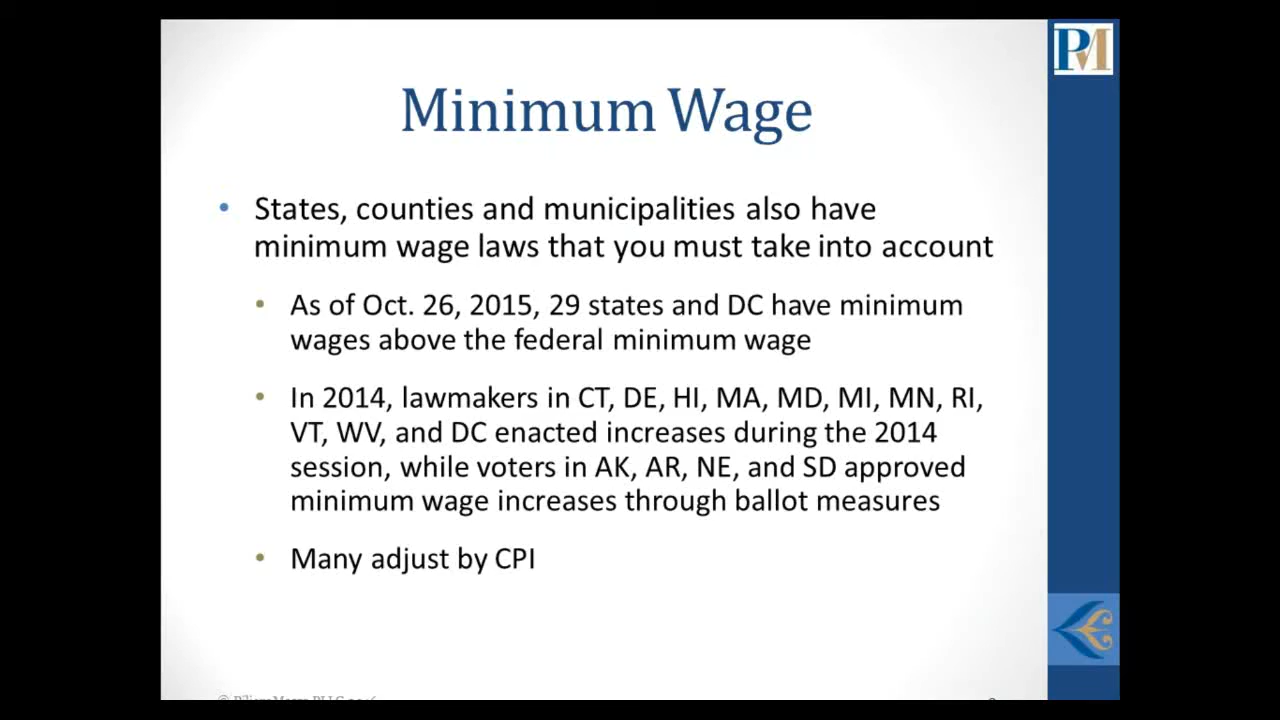 PM
Minimum Wage
• States, counties and municipalities also have
minimum wage laws that you must take into account
• As of Oct. 26, 2015, 29 states and DC have minimum
wages above the federal minimum wage
• In 2014, lawmakers in CT, DE, HI, MA, MD, MI, MN, RI,
VT, WV, and DC enacted increases during the 2014
session, while voters in AK, AR, NE, and SD approved
minimum wage increases through ballot measures
• Many adjust by CPI